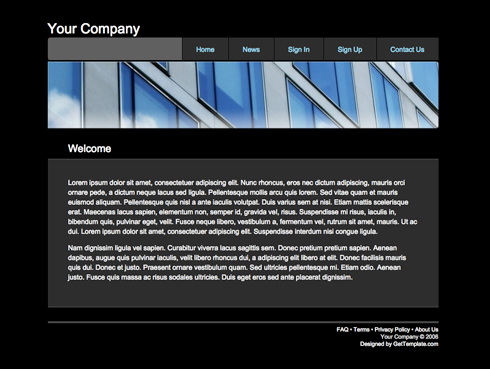 Your Company
Home News Sign In Sign Up Contact Us
Welcome
Lorem ipsum dolor sit amet, consectetuer adipiscing elit. Nunc rhoncus, eros nec dictum adipiscing, mauris orci
ornare pede, a dictum neque lacus sed ligula. Pellentesque mollis arcu quis lorem. Sed vitae quam et mauris
euismod aliquam. Pellentesque quis nisl a ante iaculis volutpat. Duis varius sem at nisi. Etiam mattis scelerisque
erat. Maecenas lacus sapien, elementum non, semper id, gravida vel, risus. Suspendisse mi risus, iaculis in,
bibendum quis, pulvinar eget, velit. Fusce neque libero, vestibulum a, fermentum vel, rutrum sit amet, mauris. Ut ac
dui. Lorem ipsum dolor sit amet, consectetuer adipiscing elit. Suspendisse interdum nisi congue ligula.
Nam dignissim ligula vel sapien. Curabitur viverra lacus sagittis sem. Donec pretium pretium sapien. Aenean
dapibus, augue quis pulvinar iaculis, velit libero rhoncus dui, a adipiscing elit libero at elit. Donec facilisis mauris
quis dui. Donec et justo. Praesent ornare vestibulum quam. Sed ultricies pellentesque mi. Etiam odio. Aenean
justo. Fusce quis massa ac risus sodales ultricies. Duis eget eros sed ante placerat dignissim.
FAQ • Terms • Privacy Policy • About Us
Your Company © 2006
Designed by GetTemplate.com